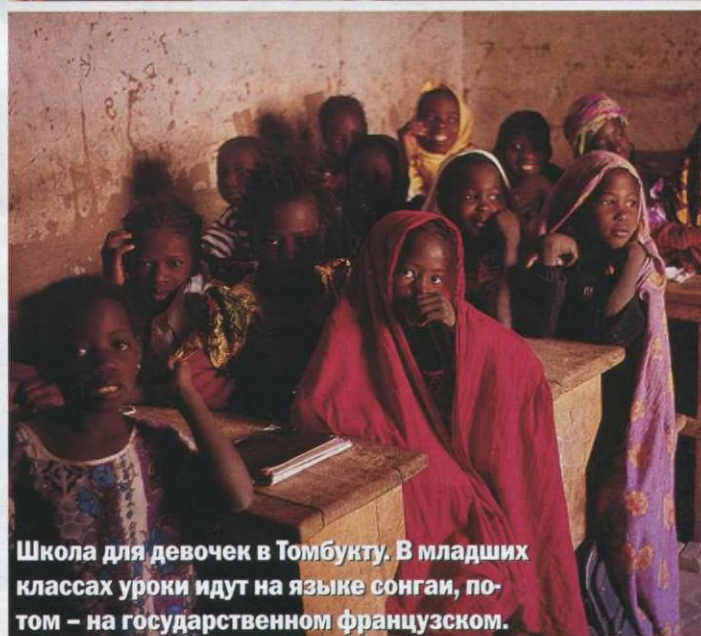 Школа для девочек в Томбукту. В младших
классах уроки идут на языке сонгаи, по-
том – на государственном французском.